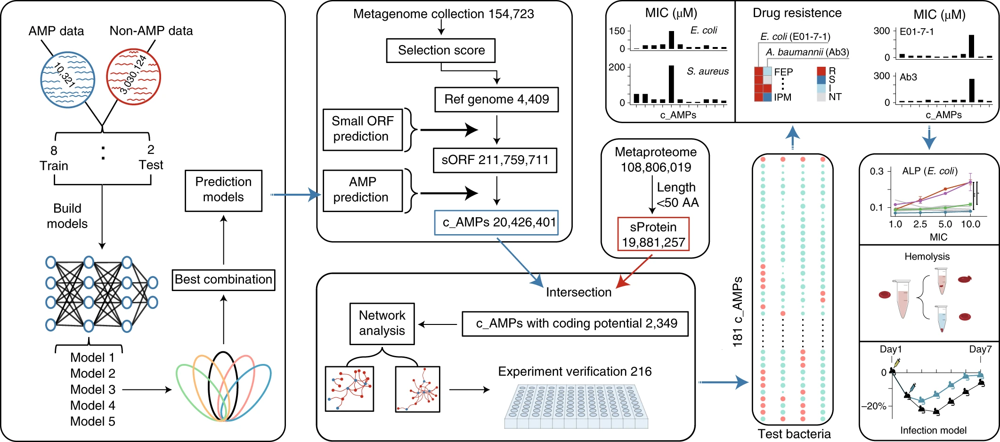 AMP data
Non-AMP data
10,321
3,030,124
8
:
2
Train
Test
Build
models
Model 1
Model 2
Model 3
Model 4
Model 5
Best combination
Prediction
models
Metagenome collection 154,723
Selection score
Ref genome 4,409
Small ORF
prediction
sORF 211,759,711
AMP
prediction
c_AMPs 20,426,401
Metaproteome
108,806,019
Length
<50 AA
sProtein
19,881,257
Intersection
c_AMPs with coding potential 2,349
Network
analysis
Experiment verification 216
181 c_AMPs
Test bacteria
MIC (μM)
150
0
E. coli
200
0
S. aureus
c_AMPs
Drug resistence
E. coli (E01-7-1)
A. baumannii (Ab3)
FEP
IPM
R
S
I
NT
MIC (μM)
300
0
E01-7-1
300
0
Ab3
c_AMPs
ALP (E. coli)
0.3
0.1
**
*
1.0 2.5 5.0 10.0
MIC
Hemolysis
Day1
Day7
0
–20%
Infection model